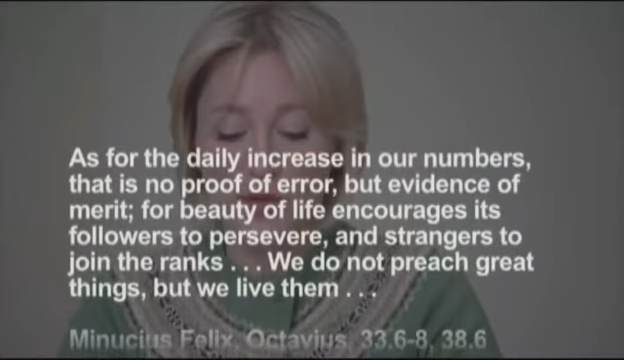 As for the daily increase in our numbers,
that is no proof of error, but evidence of
merit; for beauty of life encourages its
followers to persevere, and strangers to
join the ranks . . . We do not preach great
things, but we live them . . .
Minucius Felix, Octavius, 33.6-8, 38.6